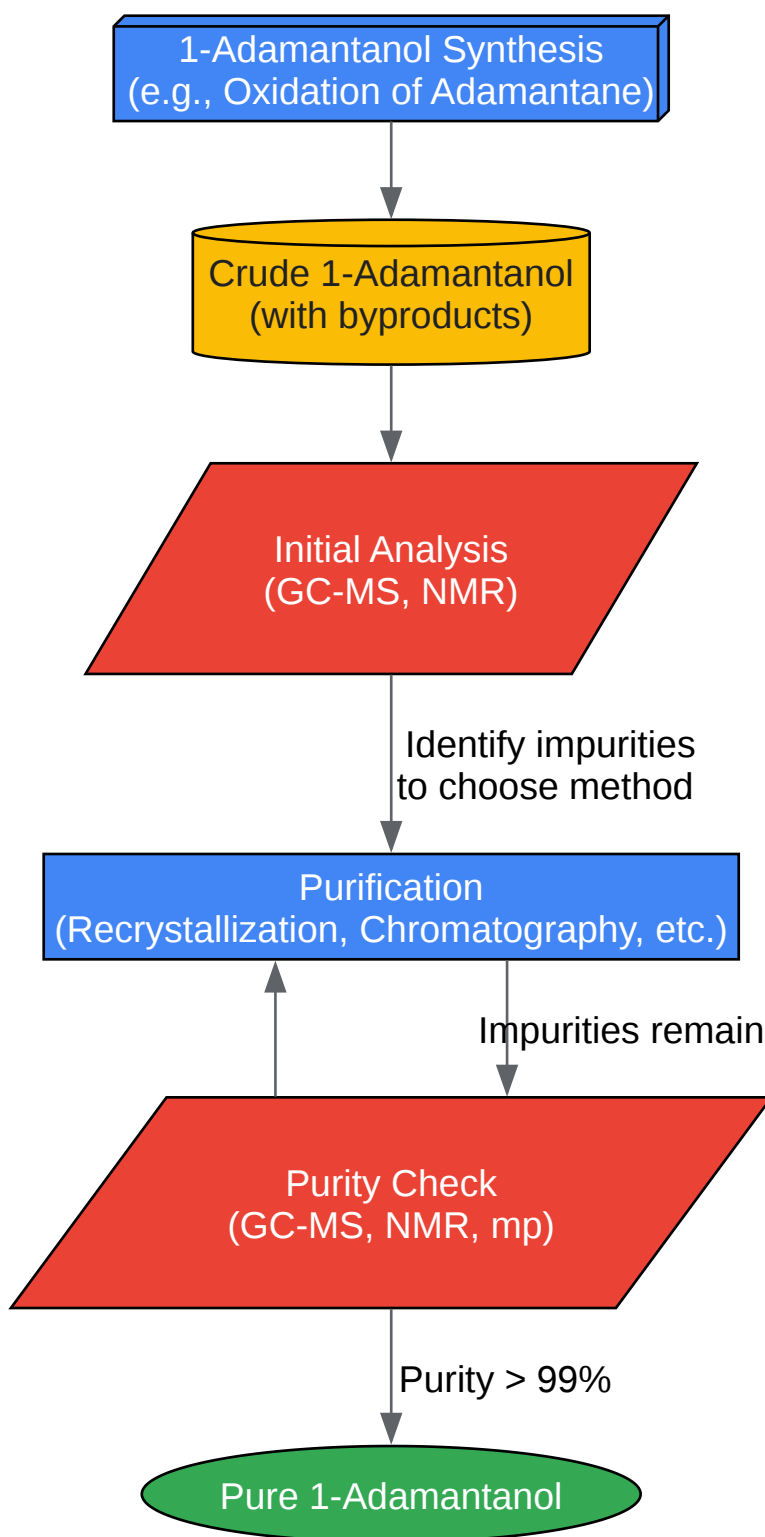 1-Adamantanol Synthesis
(e.g., Oxidation of Adamantane)
Crude 1-Adamantanol
(with byproducts)
Initial Analysis
(GC-MS, NMR)
Identify impurities
to choose method
Purification
(Recrystallization, Chromatography, etc.)
Impurities remain
Purity Check
(GC-MS, NMR, mp)
Purity > 99%
Pure 1-Adamantanol